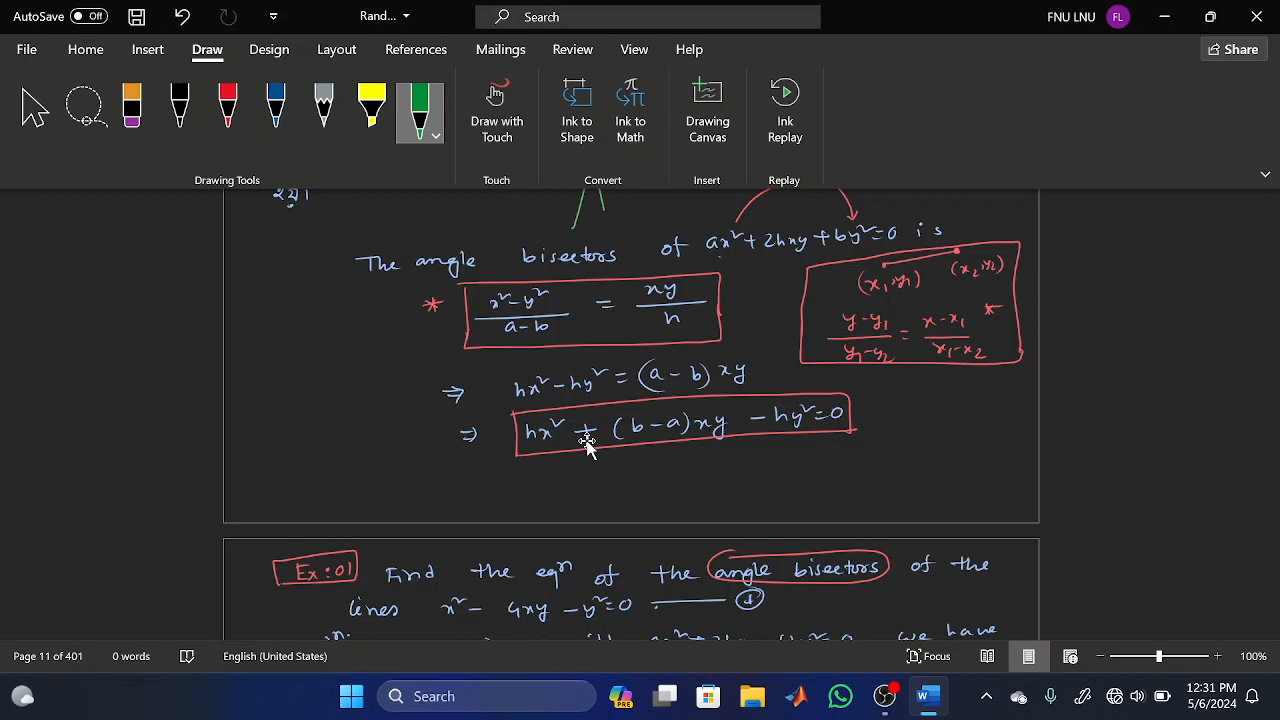 AutoSave Off Rand... Search FNU LNU FL
File Home Insert Draw Design Layout References Mailings Review View Help Share
Draw with Touch Ink to Shape Ink to Math Drawing Canvas Ink Replay
Drawing Tools Touch Convert Insert Replay
The angle bisectors of ax²+2hxy+by²=0 is
* x²-y²/a-b = xy/h
(x₁,y₁) (x₂,y₂)
y-y₁/y₁-y₂ = x-x₁/x₁-x₂ *
⇒ hx²-hy² = (a-b)xy
⇒ hx² + (b-a)xy - hy²=0
Ex:01 Find the eqⁿ of the angle bisectors of the
lines x² - 4xy - y²=0
we have
Page 11 of 401 0 words English (United States) Focus 100%
Search PRE 12:31 PM
5/6/2024